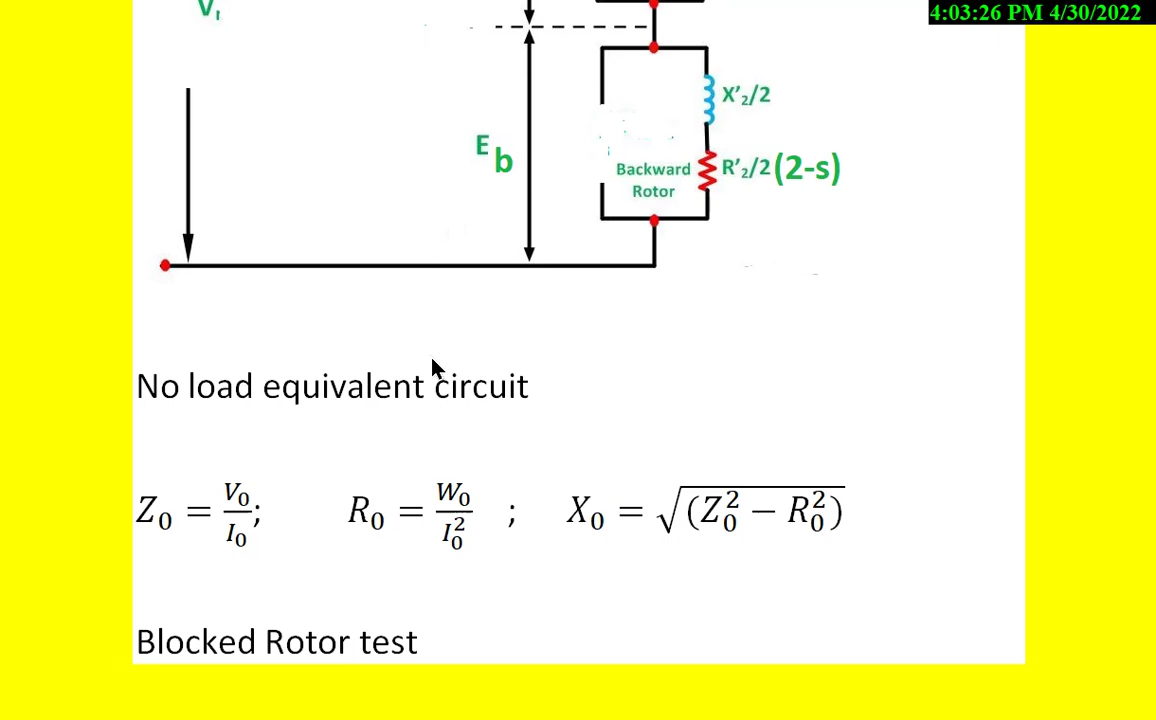 4:03:26 PM 4/30/2022
V₁
X’₂/2
E b
Backward
Rotor
R’₂/2 (2-s)
No load equivalent circuit
Z₀ = V₀/I₀; R₀ = W₀/I₀² ; X₀ = √(Z₀² − R₀²)
Blocked Rotor test